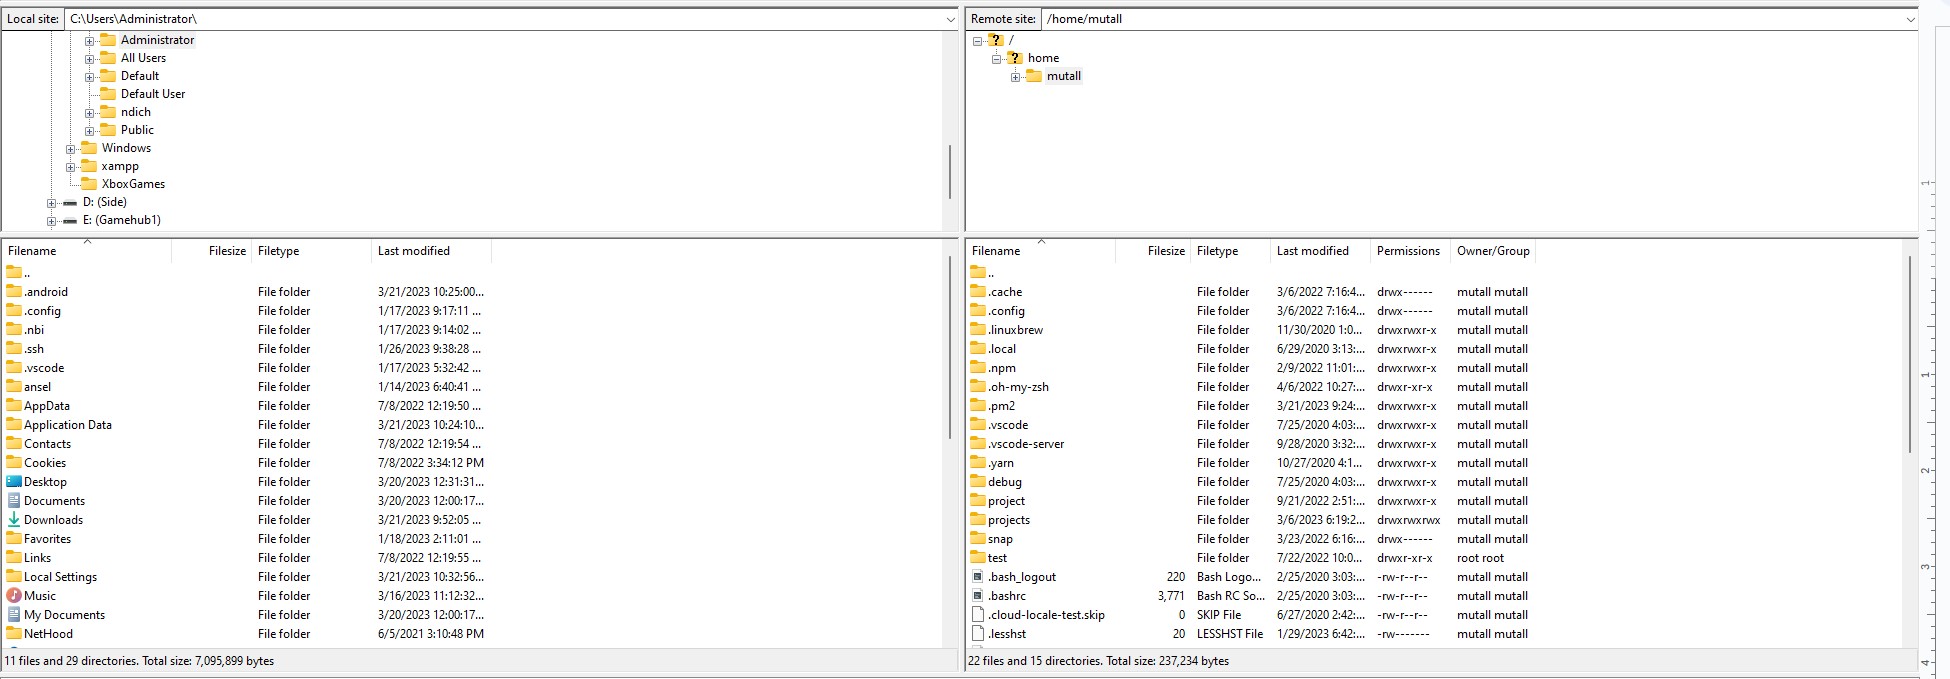 Local site: C:\Users\Administrator\
Administrator
All Users
Default
Default User
ndich
Public
Windows
xampp
XboxGames
D: (Side)
E: (Gamehub1)
Filename Filesize Filetype Last modified
..
.android File folder 3/21/2023 10:25:00...
.config File folder 1/17/2023 9:17:11 ...
.nbi File folder 1/17/2023 9:14:02 ...
.ssh File folder 1/26/2023 9:38:28 ...
.vscode File folder 1/17/2023 5:32:42 ...
ansel File folder 1/14/2023 6:40:41 ...
AppData File folder 7/8/2022 12:19:50 ...
Application Data File folder 3/21/2023 10:24:10...
Contacts File folder 7/8/2022 12:19:54 ...
Cookies File folder 7/8/2022 3:34:12 PM
Desktop File folder 3/20/2023 12:31:31...
Documents File folder 3/20/2023 12:00:17...
Downloads File folder 3/21/2023 9:52:05 ...
Favorites File folder 1/18/2023 2:11:01 ...
Links File folder 7/8/2022 12:19:55 ...
Local Settings File folder 3/21/2023 10:32:56...
Music File folder 3/16/2023 11:12:32...
My Documents File folder 3/20/2023 12:00:17...
NetHood File folder 6/5/2021 3:10:48 PM
11 files and 29 directories. Total size: 7,095,899 bytes
Remote site: /home/mutall
/
home
mutall
Filename Filesize Filetype Last modified Permissions Owner/Group
..
.cache File folder 3/6/2022 7:16:4... drwx------ mutall mutall
.config File folder 3/6/2022 7:16:4... drwx------ mutall mutall
.linuxbrew File folder 11/30/2020 1:0... drwxrwxr-x mutall mutall
.local File folder 6/29/2020 3:13:... drwxrwxr-x mutall mutall
.npm File folder 2/9/2022 11:01:... drwxrwxr-x mutall mutall
.oh-my-zsh File folder 4/6/2022 10:27:... drwxr-xr-x mutall mutall
.pm2 File folder 3/21/2023 9:24:... drwxrwxr-x mutall mutall
.vscode File folder 7/25/2020 4:03:... drwxrwxr-x mutall mutall
.vscode-server File folder 9/28/2020 3:32:... drwxrwxr-x mutall mutall
.yarn File folder 10/27/2020 4:1... drwxrwxr-x mutall mutall
debug File folder 7/25/2020 4:03:... drwxrwxr-x mutall mutall
project File folder 9/21/2022 2:51:... drwxrwxr-x mutall mutall
projects File folder 3/6/2023 6:19:2... drwxrwxrwx mutall mutall
snap File folder 3/23/2022 6:16:... drwx------ mutall mutall
test File folder 7/22/2022 10:0... drwxr-xr-x root root
.bash_logout 220 Bash Logo... 2/25/2020 3:03:... -rw-r--r-- mutall mutall
.bashrc 3,771 Bash RC So... 2/25/2020 3:03:... -rw-r--r-- mutall mutall
.cloud-locale-test.skip 0 SKIP File 6/27/2020 2:42:... -rw-r--r-- mutall mutall
.lesshst 20 LESSHST File 1/29/2023 6:42:... -rw------- mutall mutall
22 files and 15 directories. Total size: 237,234 bytes
1
1
2
3
4